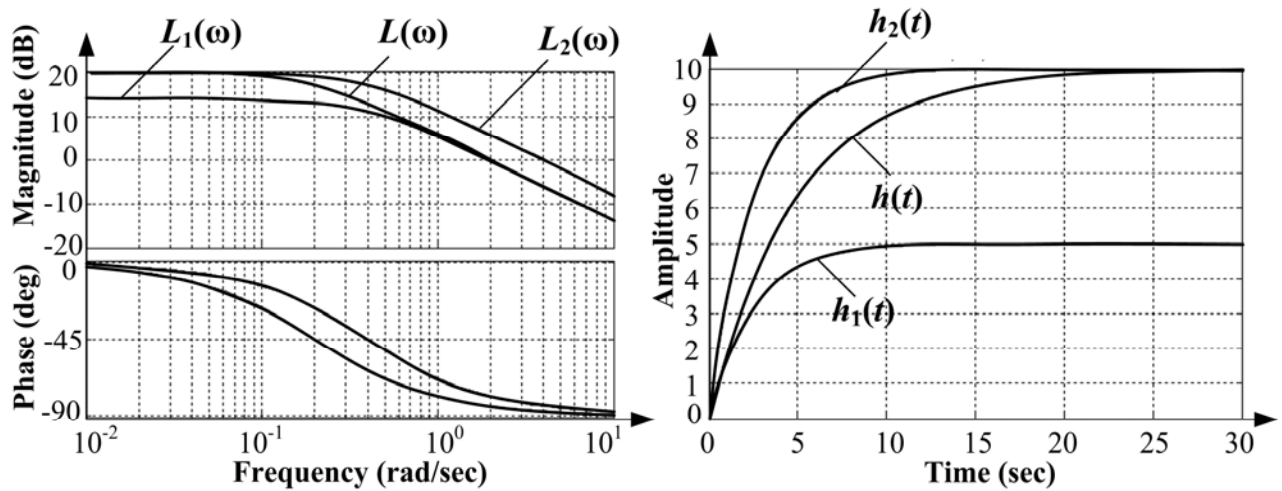 L₁(ω)
L(ω)
L₂(ω)
Magnitude (dB)
20
10
0
-10
-20
Phase (deg)
0
-45
-90
10⁻²
10⁻¹
10⁰
10¹
Frequency (rad/sec)
h₂(t)
h(t)
h₁(t)
Amplitude
10
9
8
7
6
5
4
3
2
1
0
0
5
10
15
20
25
30
Time (sec)